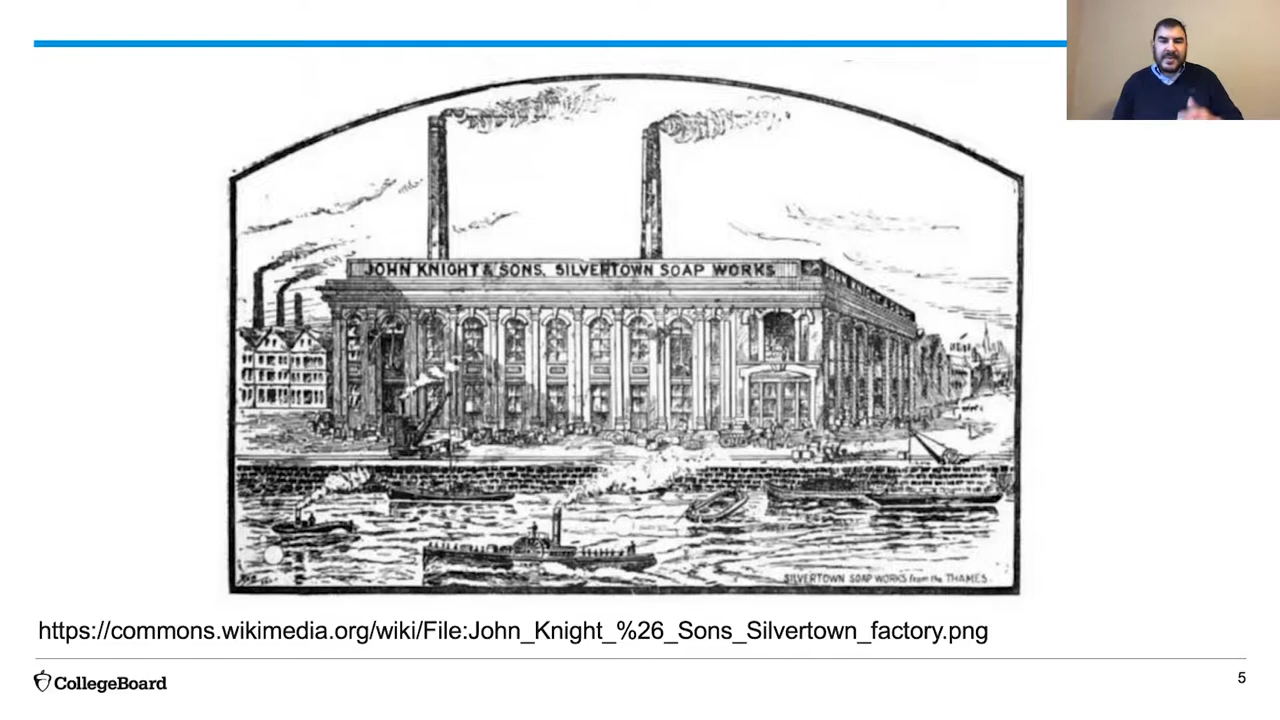 JOHN KNIGHT & SONS. SILVERTOWN SOAP WORKS
SILVERTOWN SOAP WORKS from the THAMES.
https://commons.wikimedia.org/wiki/File:John_Knight_%26_Sons_Silvertown_factory.png
CollegeBoard
5